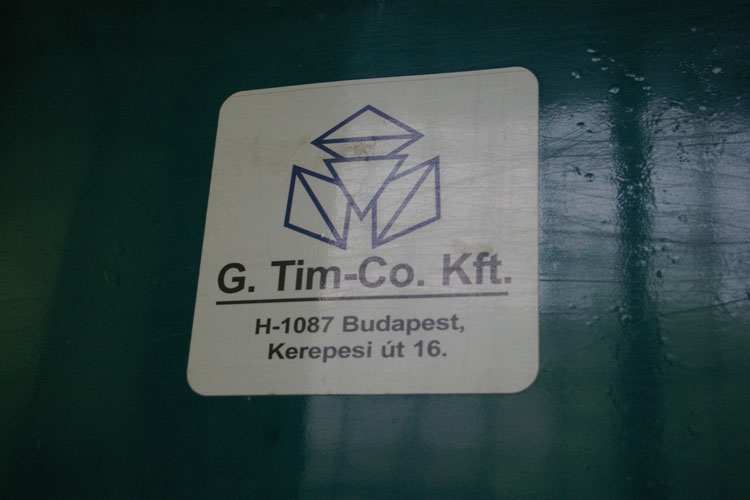 G. Tim-Co. Kft.
H-1087 Budapest,
Kerepesi út 16.